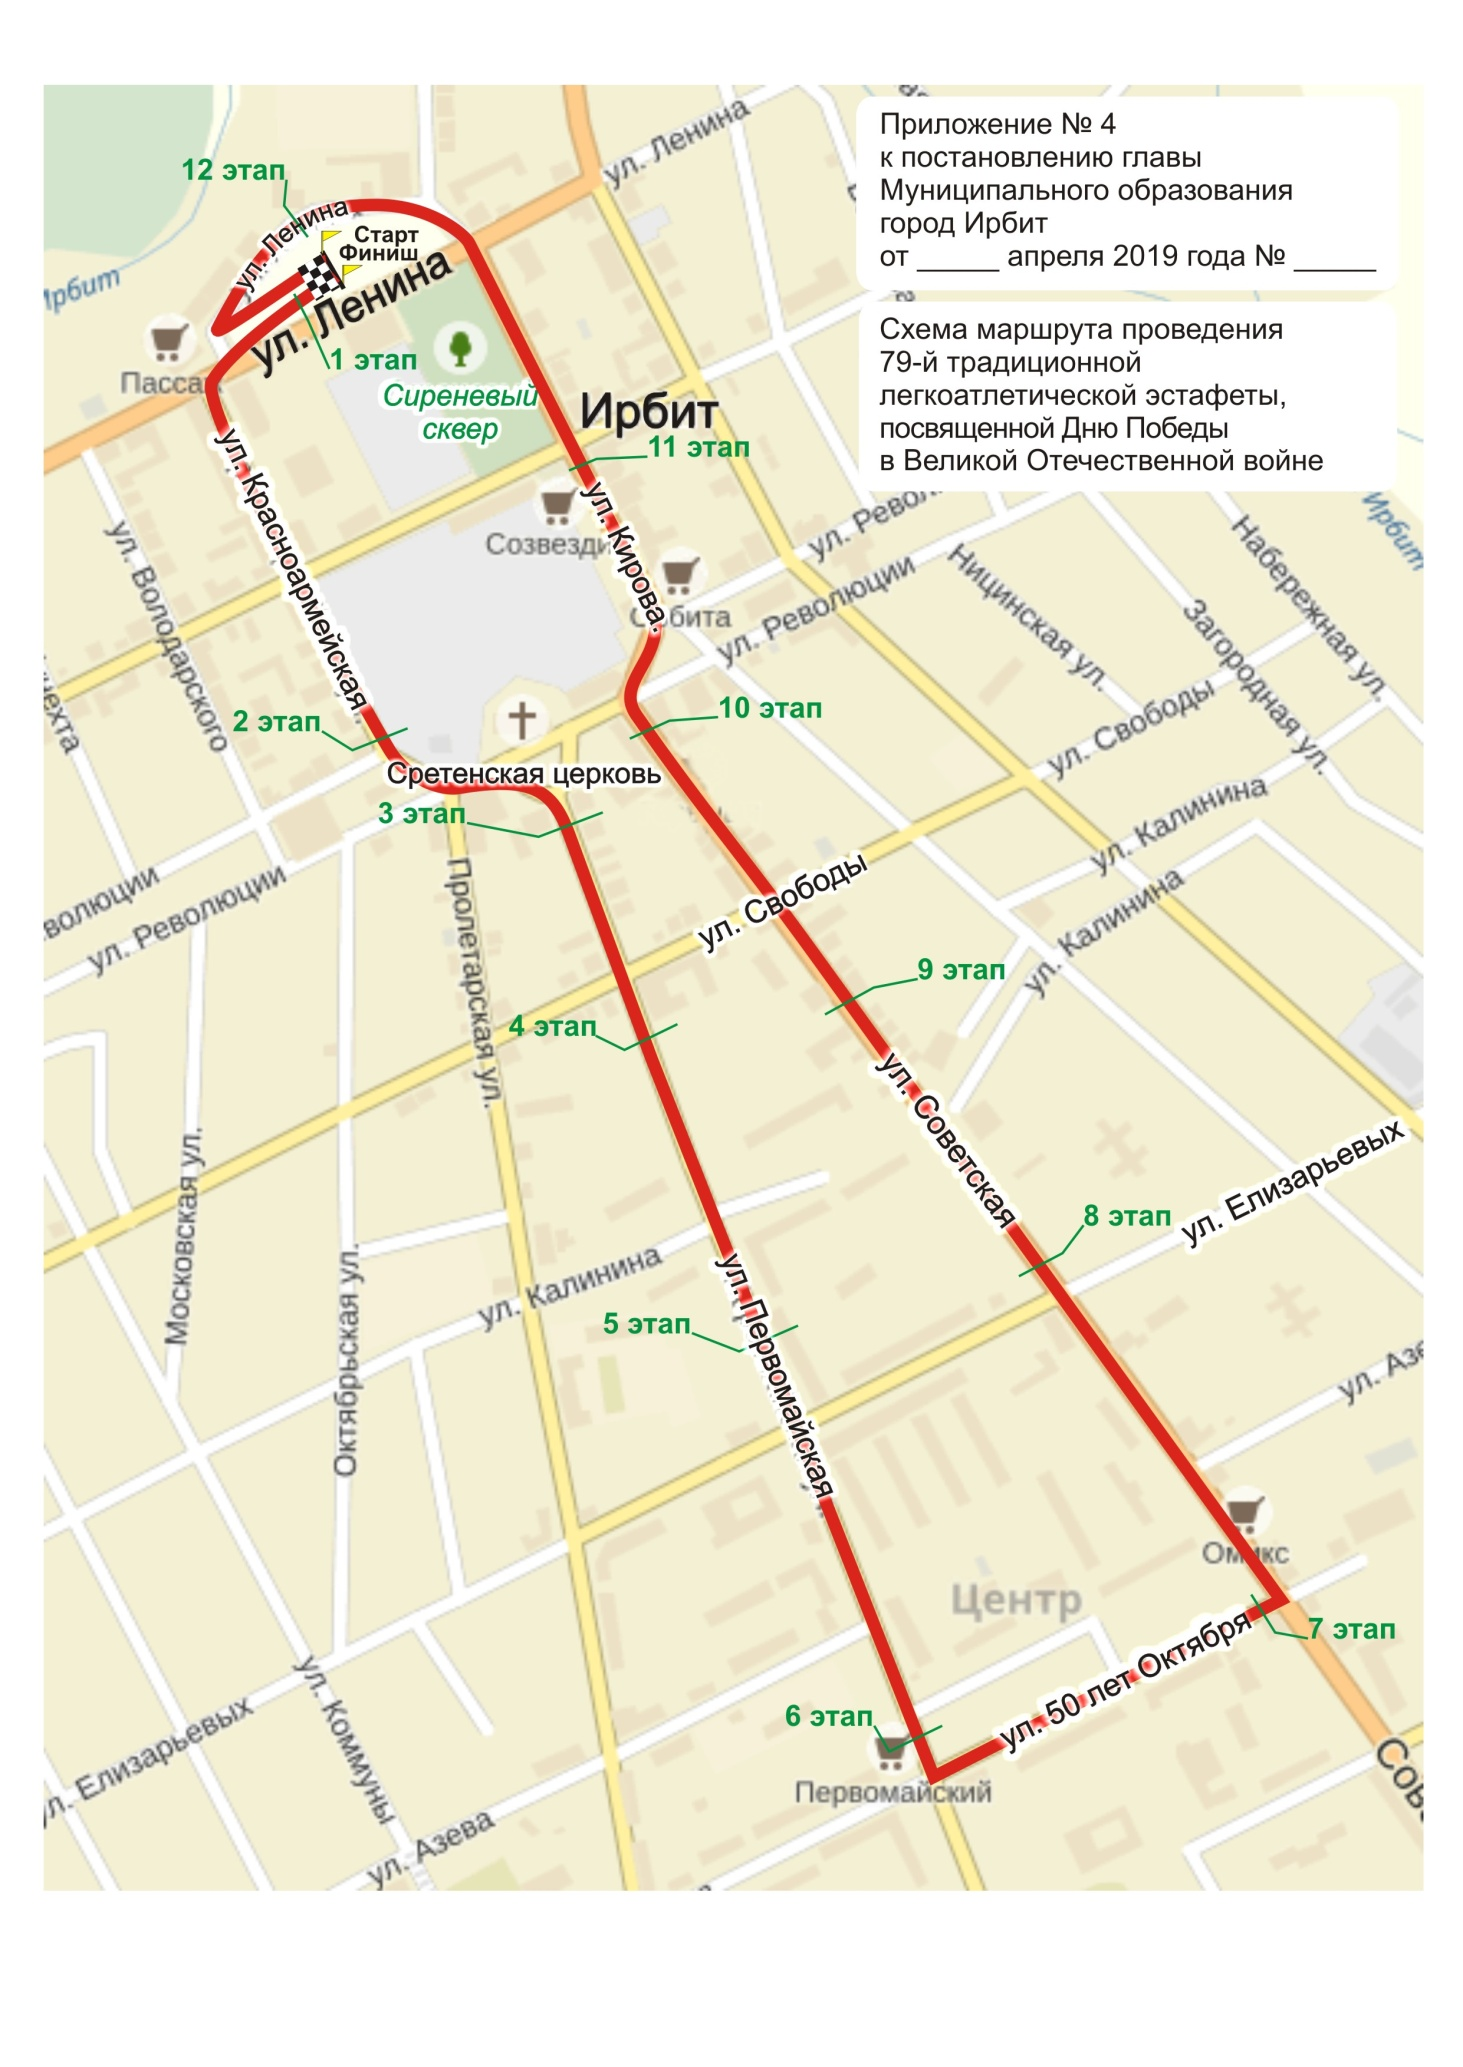 Приложение № 4
к постановлению главы
Муниципального образования
город Ирбит
от _____ апреля 2019 года № _____
Схема маршрута проведения
79-й традиционной
легкоатлетической эстафеты,
посвященной Дню Победы
в Великой Отечественной войне
ул. Ленина
12 этап
ул. Ленина
Старт
Финиш
ул. Ленина
1 этап
Сиреневый
сквер
Ирбит
11 этап
Созвезди
ул. Кирова.
ул. Красноармейская
ул. Володарского
ул. Революции
Ницинская ул.
Загородная ул.
Набережная ул.
Ирбит
2 этап
10 этап
ул. Свободы
Сретенская церковь
3 этап
ул. Калинина
ул. Свободы
ул. Калинина
ул. Революции
Пролетарская ул.
9 этап
4 этап
ул. Советская
Московская ул.
Октябрьская ул.
ул. Елизарьевых
8 этап
ул. Калинина
5 этап
ул. Первомайская
Омикс
Центр
7 этап
ул. 50 лет Октября
6 этап
Первомайский
ул. Коммуны
ул. Елизарьевых
ул. Азева